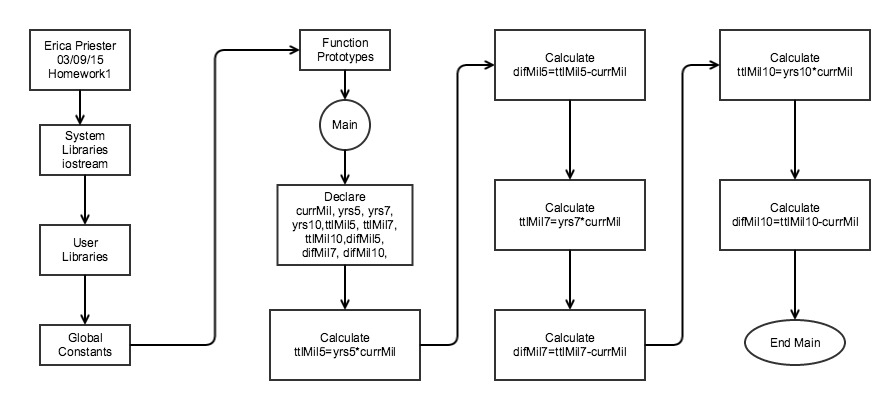 Erica Priester
03/09/15
Homework1
System
Libraries
iostream
User
Libraries
Global
Constants
Function
Prototypes
Main
Declare
currMil, yrs5, yrs7,
yrs10,ttlMil5, ttlMil7,
ttlMil10,difMil5,
difMil7, difMil10,
Calculate
ttlMil5=yrs5*currMil
Calculate
difMil5=ttlMil5-currMil
Calculate
ttlMil7=yrs7*currMil
Calculate
difMil7=ttlMil7-currMil
Calculate
ttlMil10=yrs10*currMil
Calculate
difMil10=ttlMil10-currMil
End Main